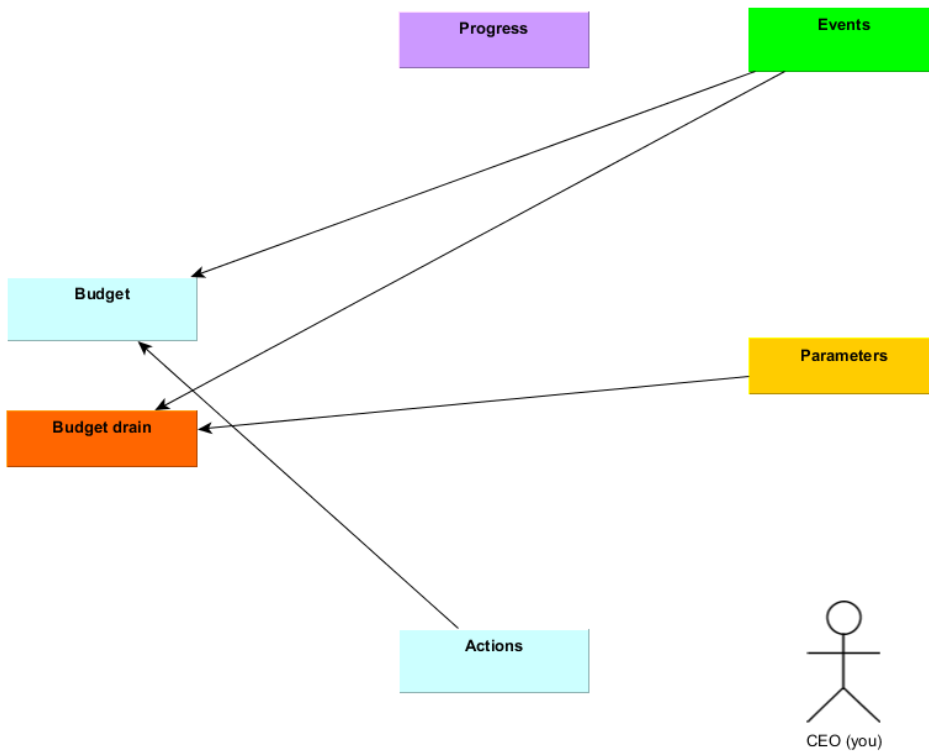 Progress
Events
Budget
Parameters
Budget drain
Actions
CEO (you)